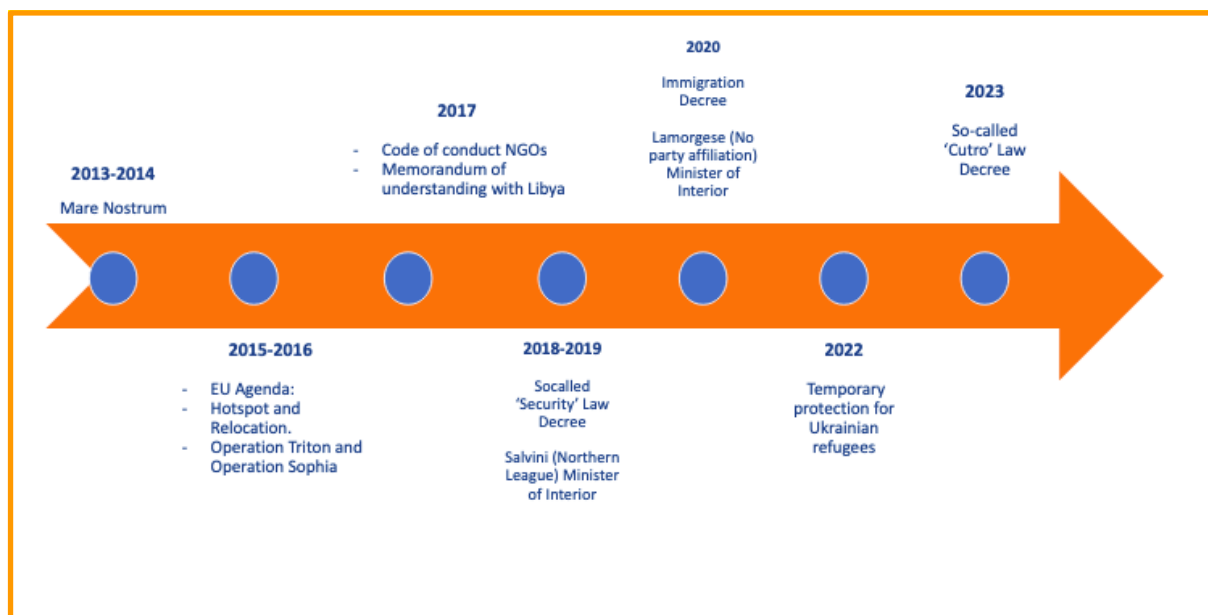 2013-2014
Mare Nostrum
2015-2016
- EU Agenda:
- Hotspot and
Relocation.
- Operation Triton and
Operation Sophia
2017
- Code of conduct NGOs
- Memorandum of
understanding with Libya
2018-2019
Socalled
'Security' Law
Decree
Salvini (Northern
League) Minister
of Interior
2020
Immigration
Decree
Lamorgese (No
party affiliation)
Minister of
Interior
2022
Temporary
protection for
Ukrainian
refugees
2023
So-called
'Cutro' Law
Decree